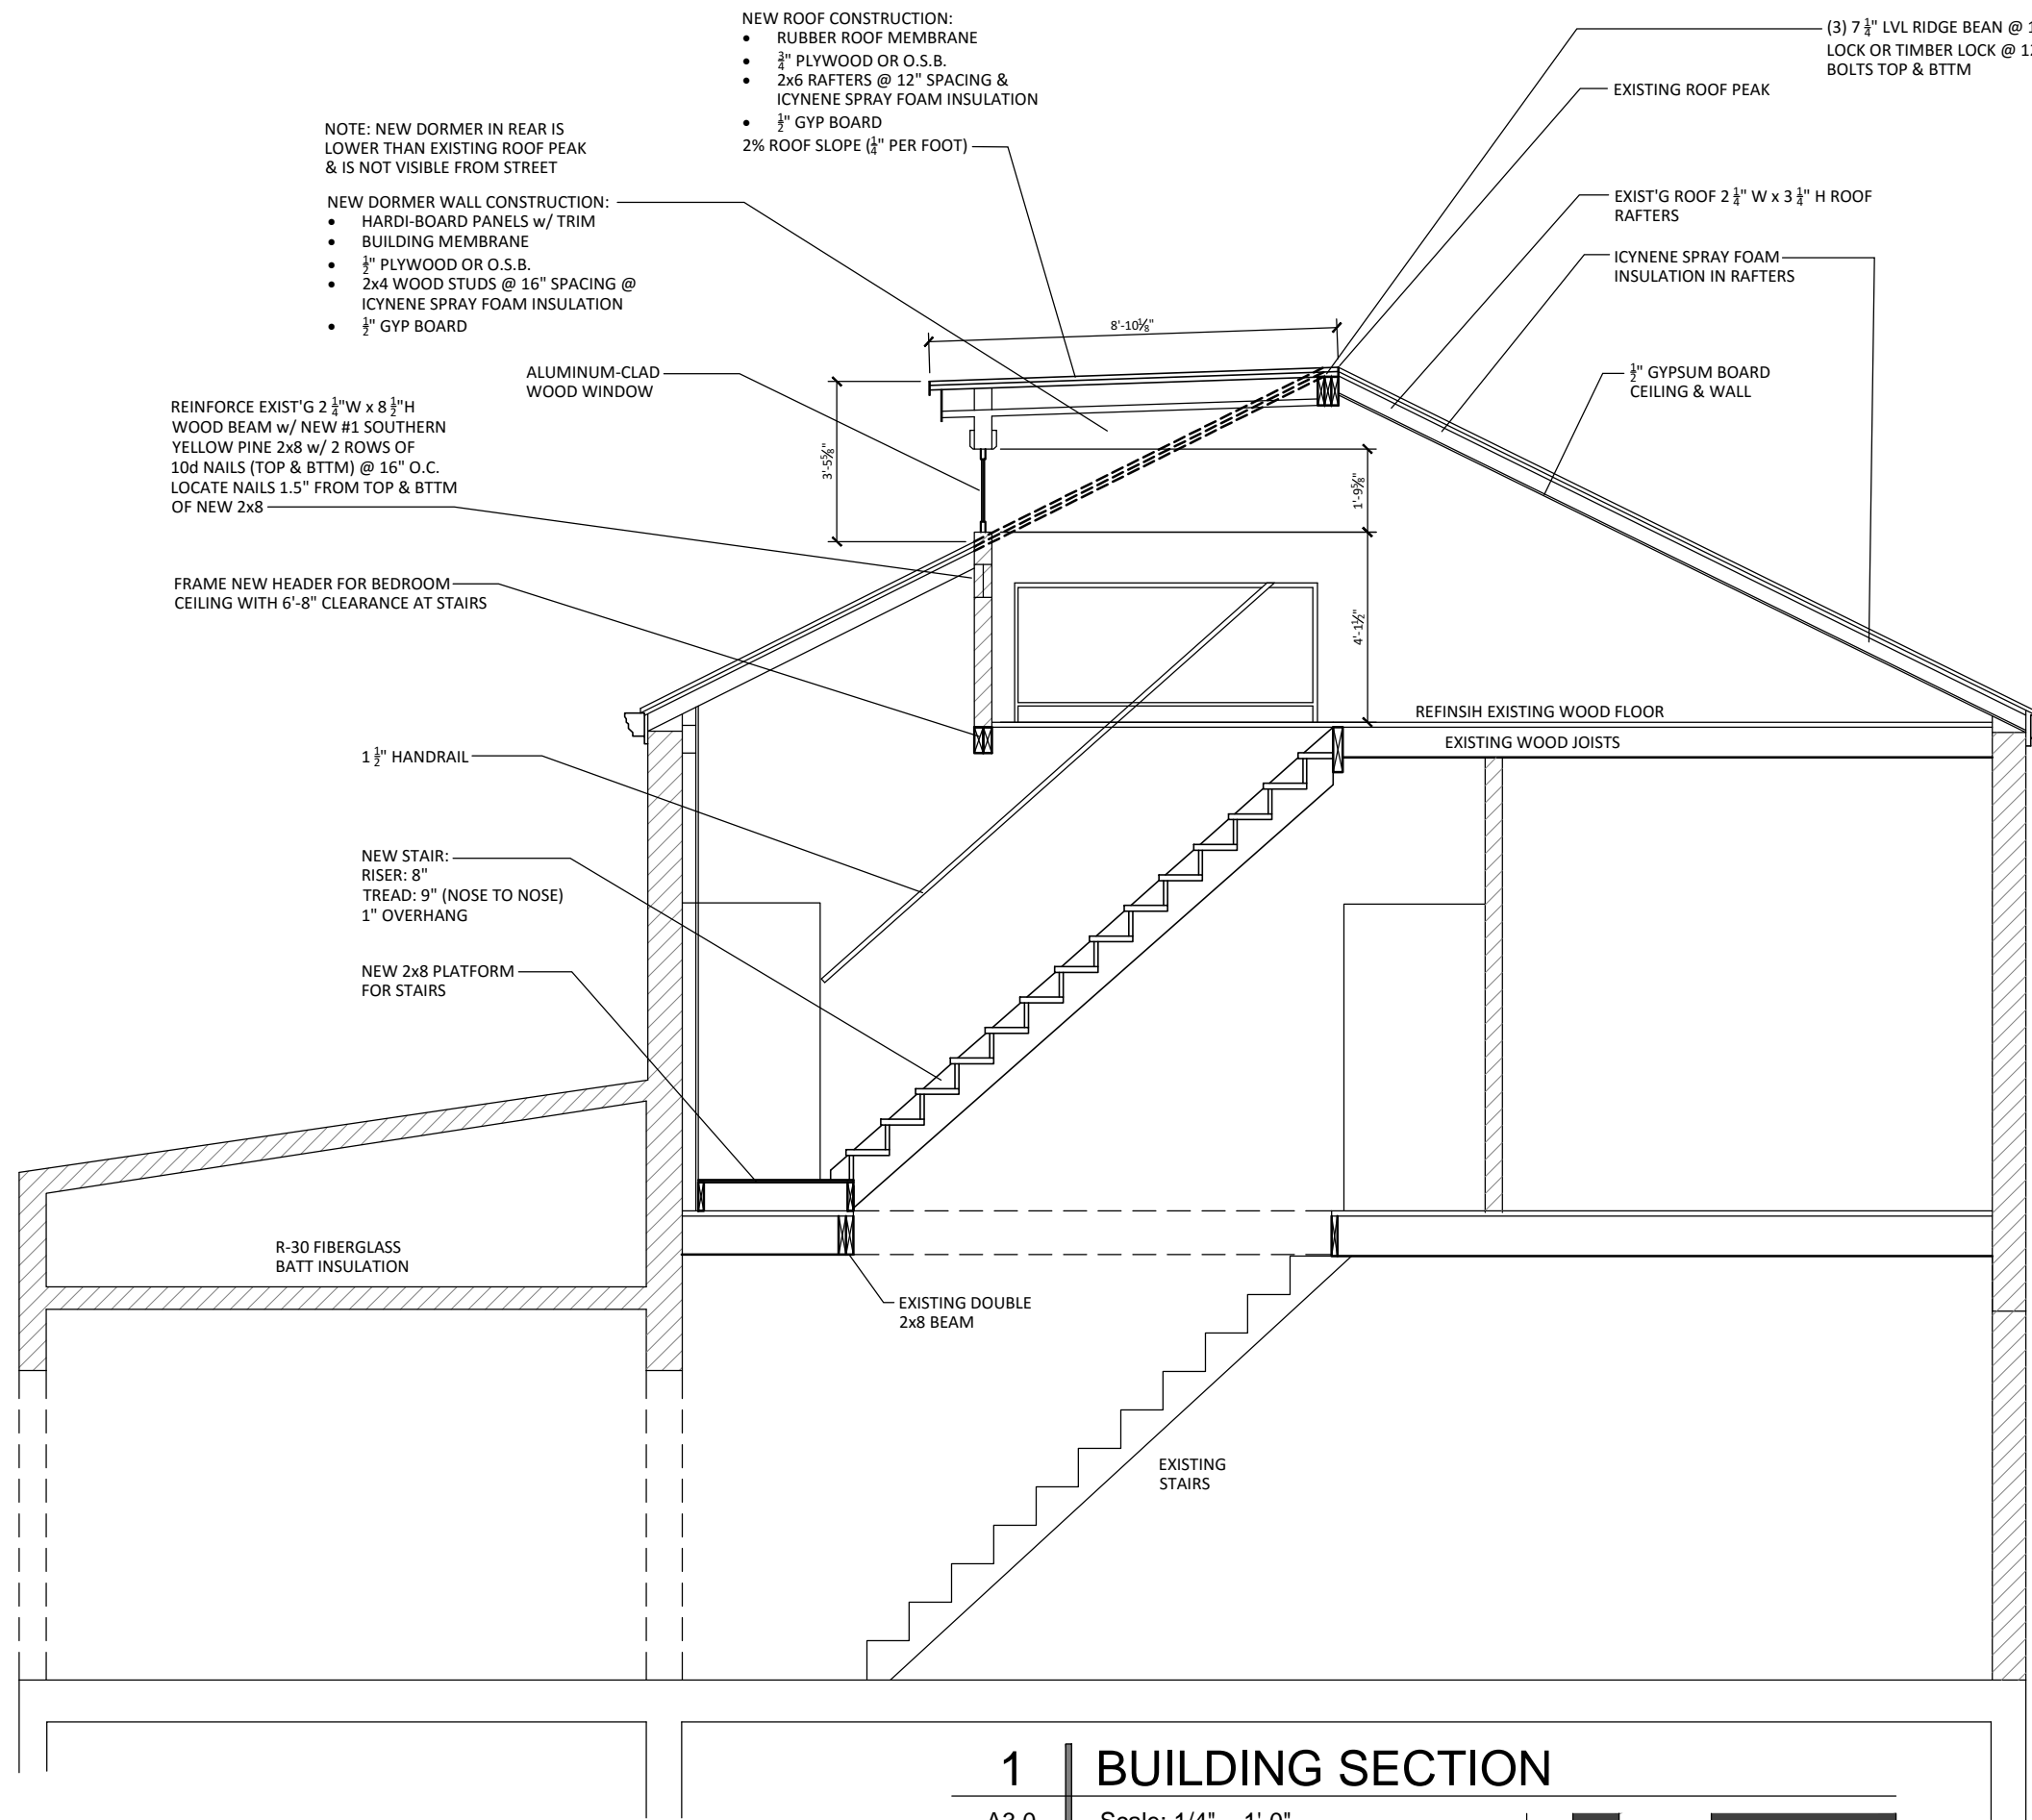 NEW ROOF CONSTRUCTION:
• RUBBER ROOF MEMBRANE
• 3/4" PLYWOOD OR O.S.B.
• 2x6 RAFTERS @ 12" SPACING &
ICYNENE SPRAY FOAM INSULATION
• 1/2" GYP BOARD
2% ROOF SLOPE (1/4" PER FOOT)
(3) 7 1/4" LVL RIDGE BEAN @
LOCK OR TIMBER LOCK @
BOLTS TOP & BTTM
EXISTING ROOF PEAK
NOTE: NEW DORMER IN REAR IS
LOWER THAN EXISTING ROOF PEAK
& IS NOT VISIBLE FROM STREET
NEW DORMER WALL CONSTRUCTION:
• HARDI-BOARD PANELS w/ TRIM
• BUILDING MEMBRANE
• 1/2" PLYWOOD OR O.S.B.
• 2x4 WOOD STUDS @ 16" SPACING @
ICYNENE SPRAY FOAM INSULATION
• 1/2" GYP BOARD
EXIST'G ROOF 2 1/4" W x 3 1/4" H ROOF
RAFTERS
ICYNENE SPRAY FOAM
INSULATION IN RAFTERS
8'-10⅛"
ALUMINUM-CLAD
WOOD WINDOW
1/2" GYPSUM BOARD
CEILING & WALL
REINFORCE EXIST'G 2 1/4"W x 8 1/2"H
WOOD BEAM w/ NEW #1 SOUTHERN
YELLOW PINE 2x8 w/ 2 ROWS OF
10d NAILS (TOP & BTTM) @ 16" O.C.
LOCATE NAILS 1.5" FROM TOP & BTTM
OF NEW 2x8
3'-5⅝"
1'-9⅝"
4'-1½"
FRAME NEW HEADER FOR BEDROOM
CEILING WITH 6'-8" CLEARANCE AT STAIRS
REFINSIH EXISTING WOOD FLOOR
EXISTING WOOD JOISTS
1 1/2" HANDRAIL
NEW STAIR:
RISER: 8"
TREAD: 9" (NOSE TO NOSE)
1" OVERHANG
NEW 2x8 PLATFORM
FOR STAIRS
R-30 FIBERGLASS
BATT INSULATION
EXISTING DOUBLE
2x8 BEAM
EXISTING
STAIRS
1 BUILDING SECTION
Scale: 1/4" 1'-0"